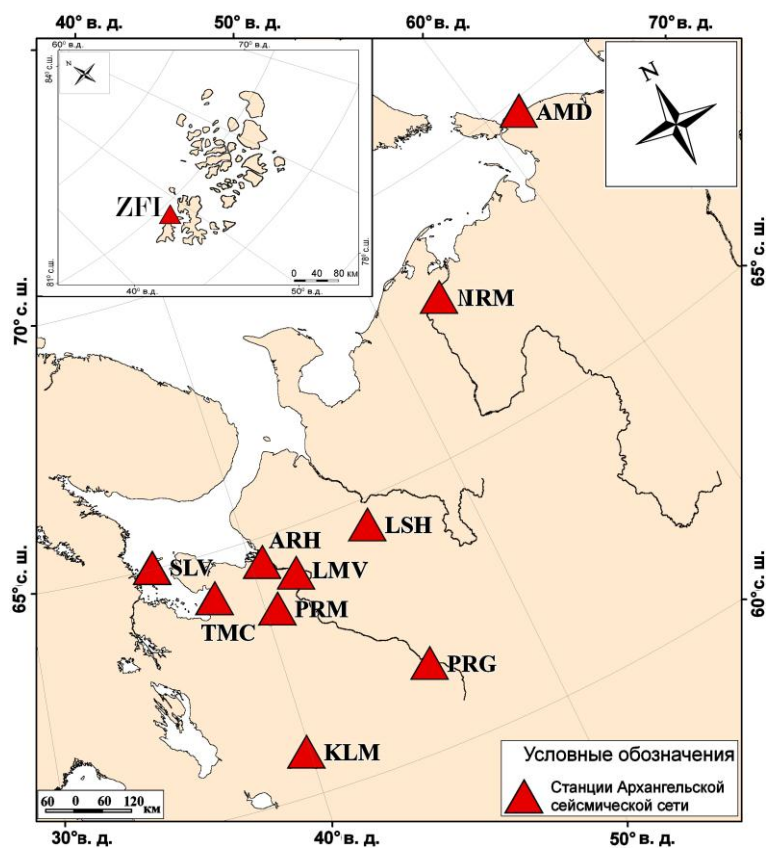 40° в. д.
50° в. д.
60° в. д.
70° в. д.
60° в.д.
70° в.д.
84° с.ш.
N
ZFI
0 40 80
км
81° с.ш.
40° в.д.
50° в.д.
78° с.ш.
N
AMD
NRM
70° с. ш.
65° с. ш.
LSH
ARH
SLV
LMV
TMC
PRM
PRG
KLM
65° с. ш.
60° с. ш.
60 0 60 120
км
Условные обозначения
Станции Архангельской
сейсмической сети
30° в. д.
40° в. д.
50° в. д.